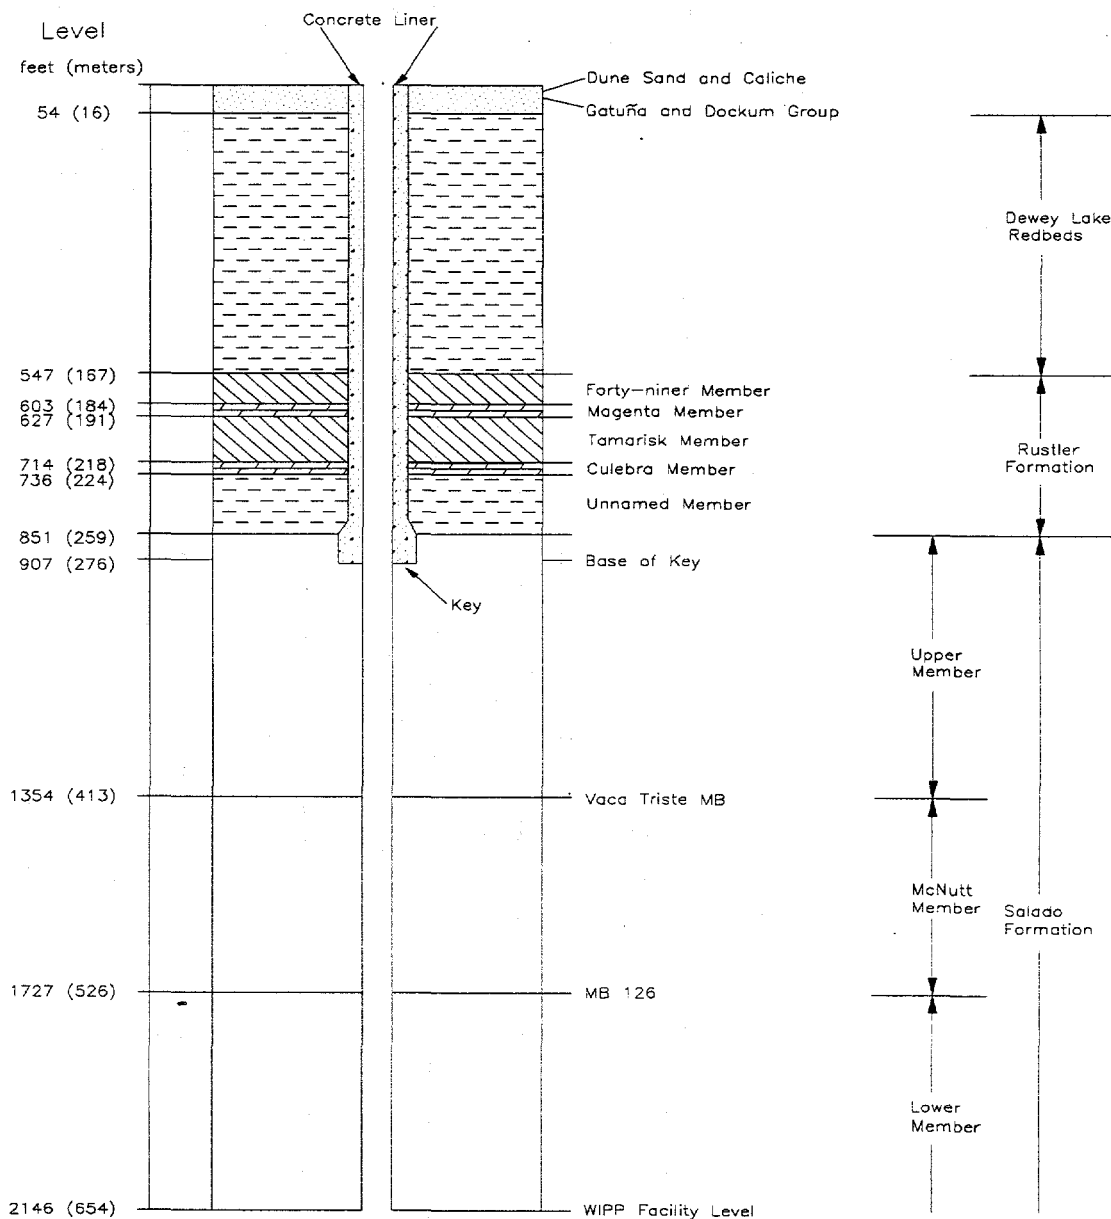 Concrete Liner
Level
feet (meters)
Dune Sand and Caliche
54 (16)
Gatuña and Dockum Group
Dewey Lake
Redbeds
547 (167)
Forty-niner Member
603 (184)
Magenta Member
627 (191)
Tamarisk Member
Rustler
Formation
714 (218)
Culebra Member
736 (224)
Unnamed Member
851 (259)
907 (276)
Base of Key
Key
Upper
Member
1354 (413)
Vaca Triste MB
McNutt
Member
Salado
Formation
1727 (526)
MB 126
Lower
Member
2146 (654)
WIPP Facility Level